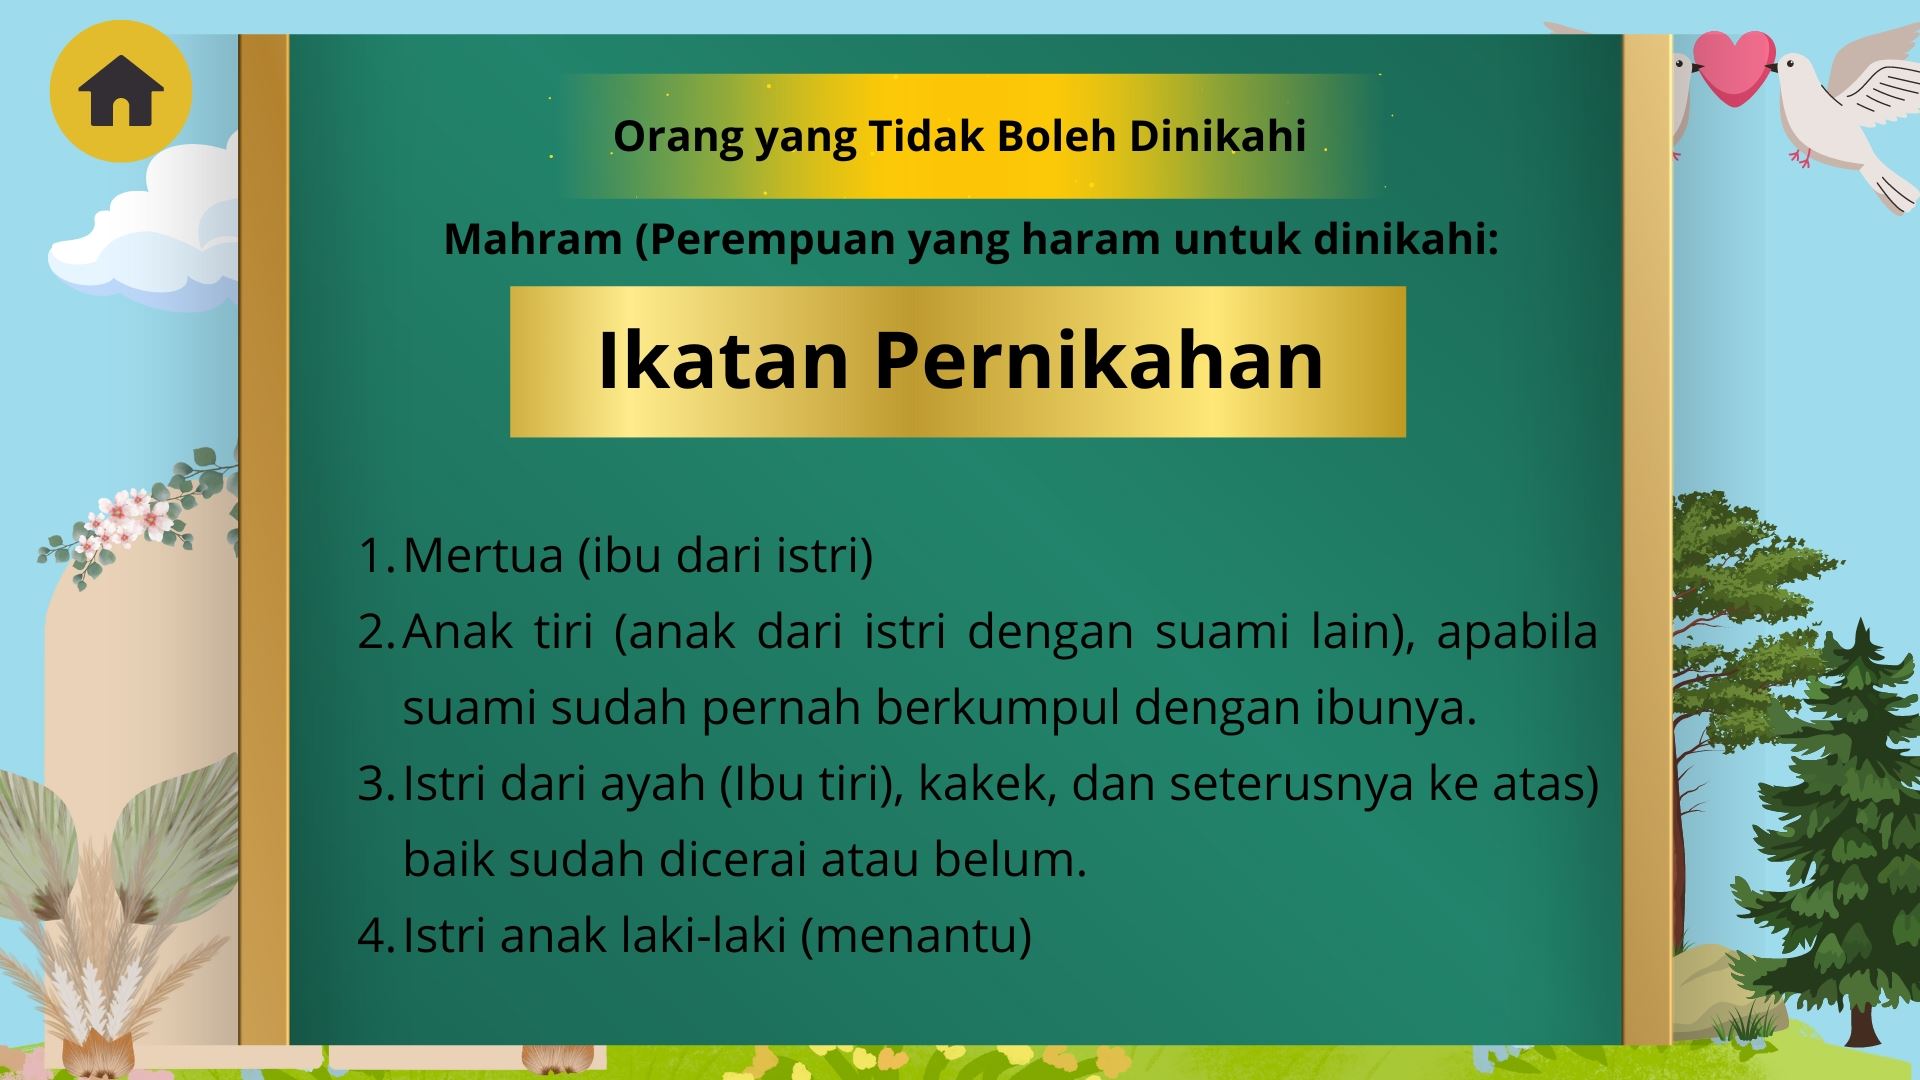 Orang yang Tidak Boleh Dinikahi
Mahram (Perempuan yang haram untuk dinikahi:
Ikatan Pernikahan
1. Mertua (ibu dari istri)
2. Anak tiri (anak dari istri dengan suami lain), apabila
suami sudah pernah berkumpul dengan ibunya.
3. Istri dari ayah (Ibu tiri), kakek, dan seterusnya ke atas)
baik sudah dicerai atau belum.
4. Istri anak laki-laki (menantu)